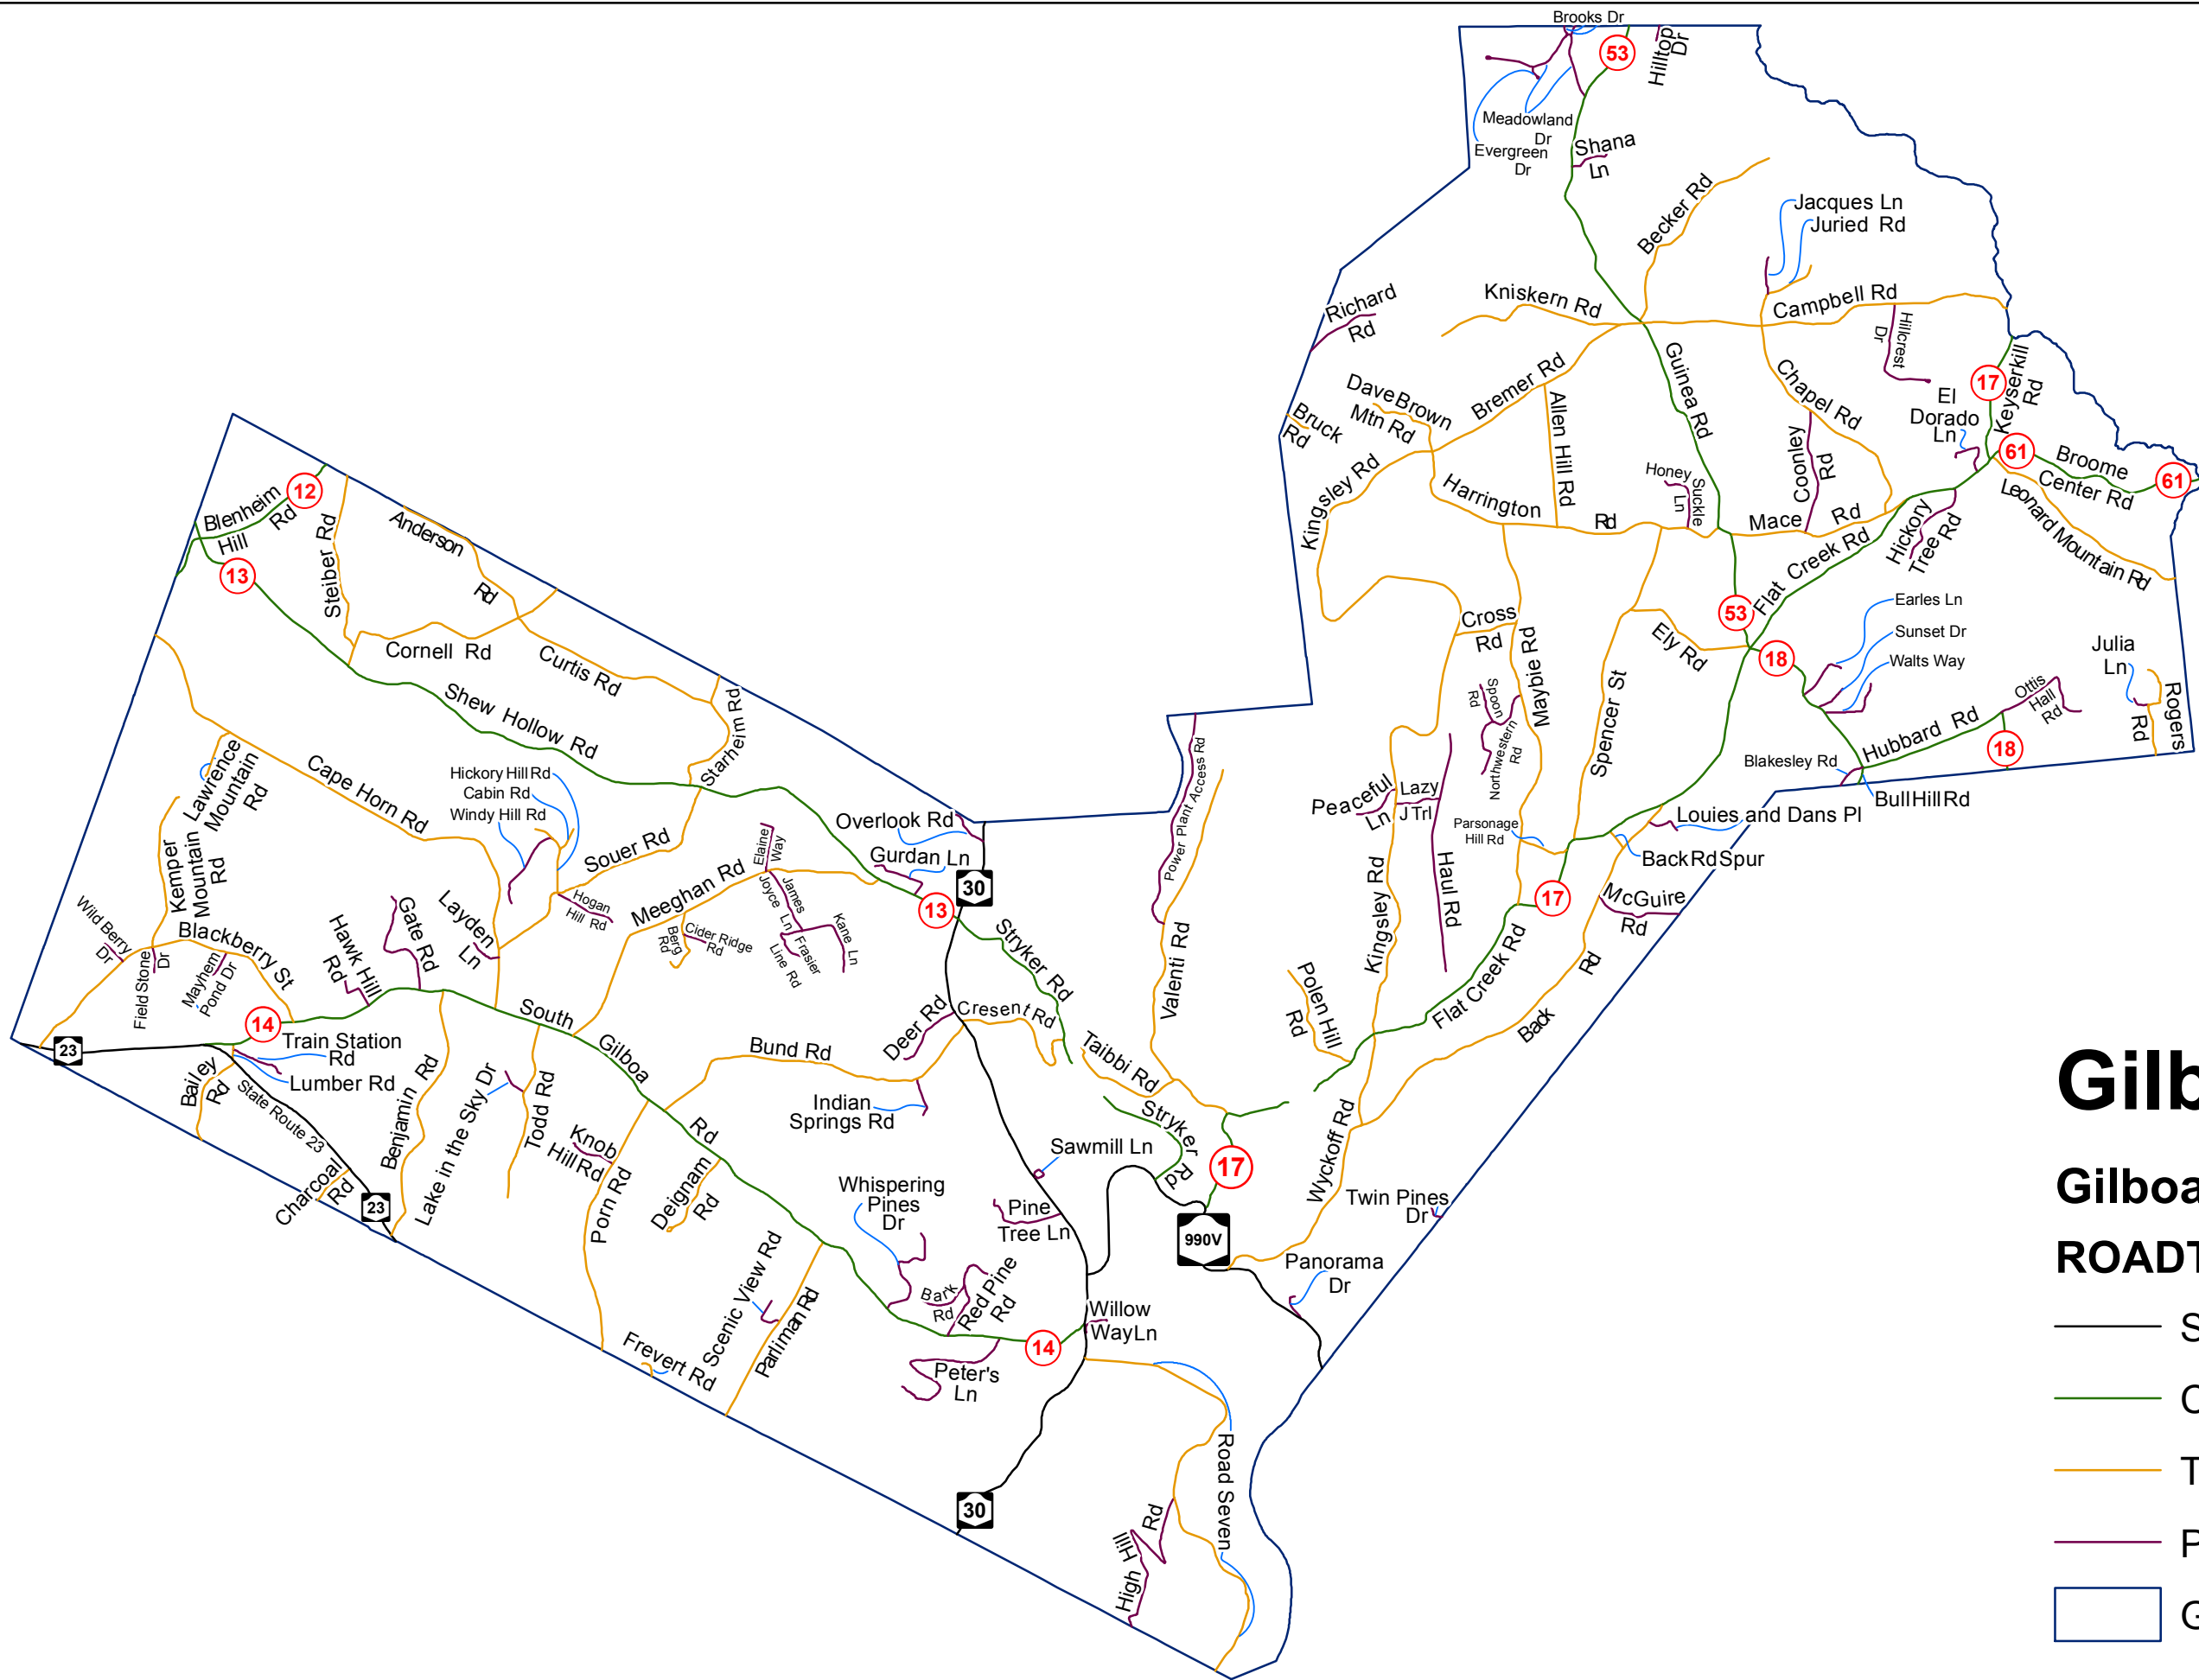 Brooks Dr
53
Hilltop
Dr
Meadowland
Dr
Evergreen
Dr
Shana
Ln
Becker Rd
Jacques Ln
Juried Rd
Richard
Rd
Kniskern Rd
Campbell Rd
Hillcrest
Dr
Guinea Rd
Keyserkill
Rd
17
Chapel Rd
El
Dorado
Ln
Bremer Rd
Dave Brown
Mtn Rd
Allen Hill Rd
Bruck
Rd
Coonley
Rd
61
Broome
Center Rd
61
Kingsley Rd
Harrington
Rd
Honey
Suckle
Ln
Mace
Rd
Hickory
Tree Rd
Leonard Mountain Rd
Flat Creek Rd
53
Cross
Rd
Maybie Rd
Ely Rd
18
Earles Ln
Sunset Dr
Walts Way
Julia
Ln
Rogers
Rd
Ottis
Hall
Rd
Hubbard Rd
18
Spoon
Rd
Northwestern
Rd
Spencer St
Blakesley Rd
Bull Hill Rd
Louies and Dans Pl
Back Rd Spur
Parsonage
Hill Rd
McGuire
Rd
17
Peaceful
Ln
Lazy
J Trl
Haul Rd
Kingsley Rd
Flat Creek Rd
Back
Rd
Polen Hill
Rd
Power Plant Access Rd
Valenti Rd
Blenheim
Hill
Rd
12
13
Steiber Rd
Anderson
Rd
Cornell Rd
Curtis Rd
Shew Hollow Rd
Starheim Rd
Lawrence
Mountain
Rd
Cape Horn Rd
Hickory Hill Rd
Cabin Rd
Windy Hill Rd
Overlook Rd
Souer Rd
Gurdan Ln
Kemper
Mountain
Rd
Elaine
Way
Meeghan Rd
30
13
Hogan
Hill Rd
James
Joyce
Ln
Frasier
Line Rd
Kane
Ln
Berg
Rd
Cider Ridge
Rd
Layden
Ln
Gate Rd
Hawk Hill
Rd
Wild Berry
Dr
Blackberry St
Field Stone
Dr
Mayhem
Pond Dr
Stryker Rd
Cresent Rd
Deer Rd
14
South
Gilboa
Rd
Train Station
Rd
Lumber Rd
23
Bailey
Rd
State Route 23
Benjamin Rd
Lake in the Sky Dr
Todd Rd
Bund Rd
Taibbi Rd
Indian
Springs Rd
Stryker
Rd
17
Sawmill Ln
Knob
Hill Rd
Porn Rd
Deignam
Rd
Charcoal
Rd
23
Whispering
Pines
Dr
Pine
Tree Ln
990V
Wyckoff Rd
Twin Pines
Dr
Panorama
Dr
Scenic View Rd
Parliman Rd
Bark
Rd
Red Pine
Rd
Willow
Way Ln
14
Frevert Rd
Peter's
Ln
Road Seven
30
High Hill
Rd
Gilb
Gilboa
ROADT
S
C
T
P
G